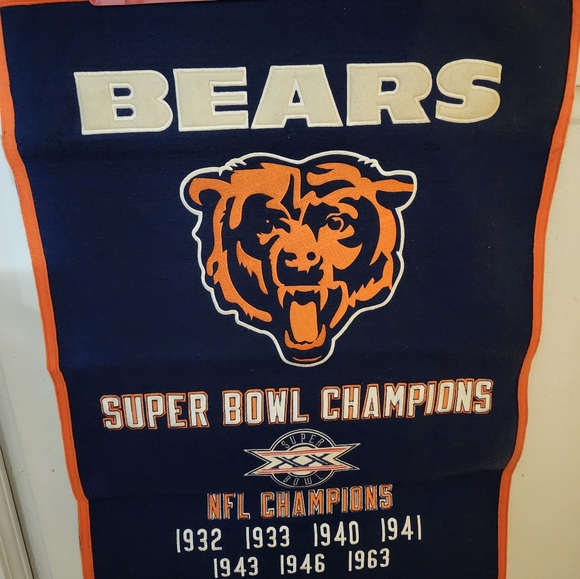 BEARS
SUPER BOWL CHAMPIONS
SUPER
XX
BOWL
NFL CHAMPIONS
1932 1933 1940 1941
1943 1946 1963